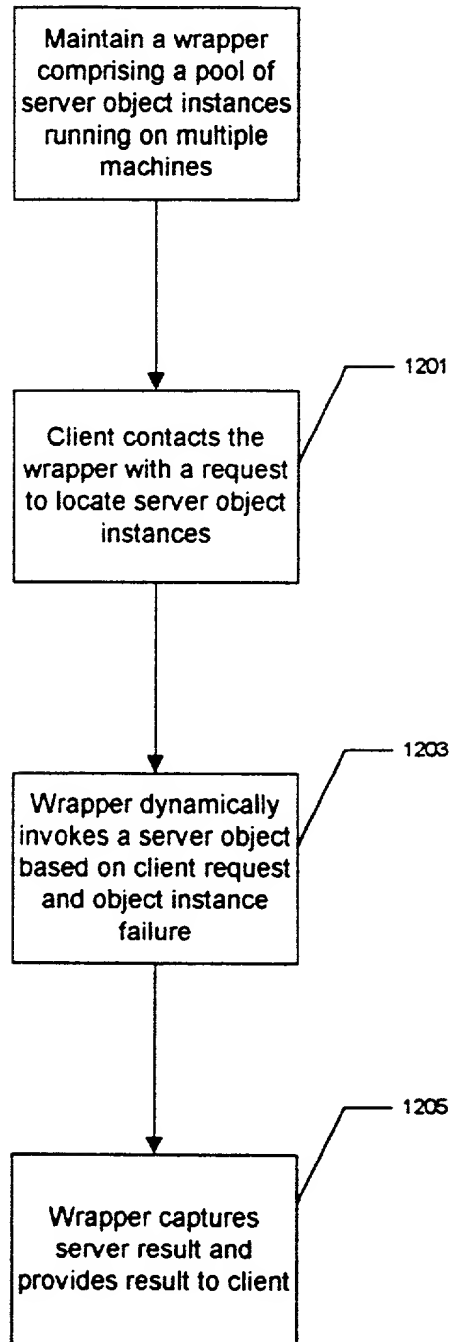 Maintain a wrapper
comprising a pool of
server object instances
running on multiple
machines
1201
Client contacts the
wrapper with a request
to locate server object
instances
1203
Wrapper dynamically
invokes a server object
based on client request
and object instance
failure
1205
Wrapper captures
server result and
provides result to client